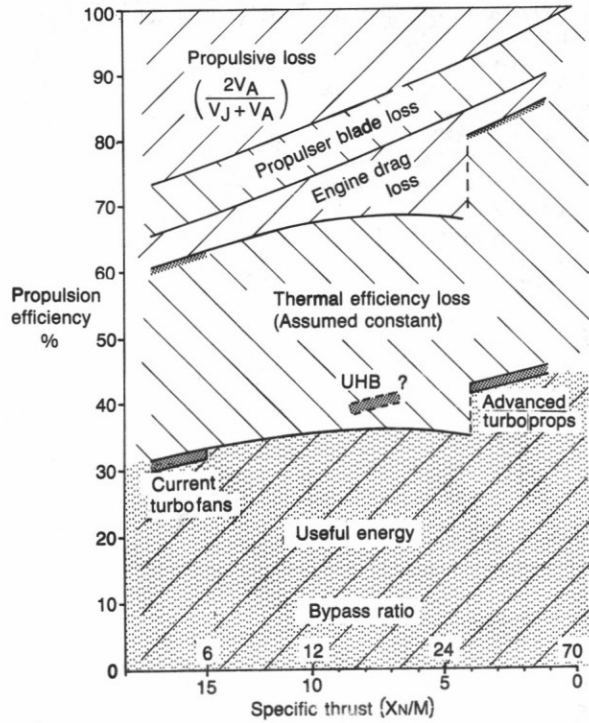 100
90
80
70
60
50
40
30
20
10
0
Propulsion
efficiency
%
Propulsive loss
( 2VA
VJ + VA )
Propulser blade loss
Engine drag
loss
Thermal efficiency loss
(Assumed constant)
UHB ?
Advanced
turboprops
Current
turbofans
Useful energy
Bypass ratio
6 12 24 70
15 10 5 0
Specific thrust (XN/M)